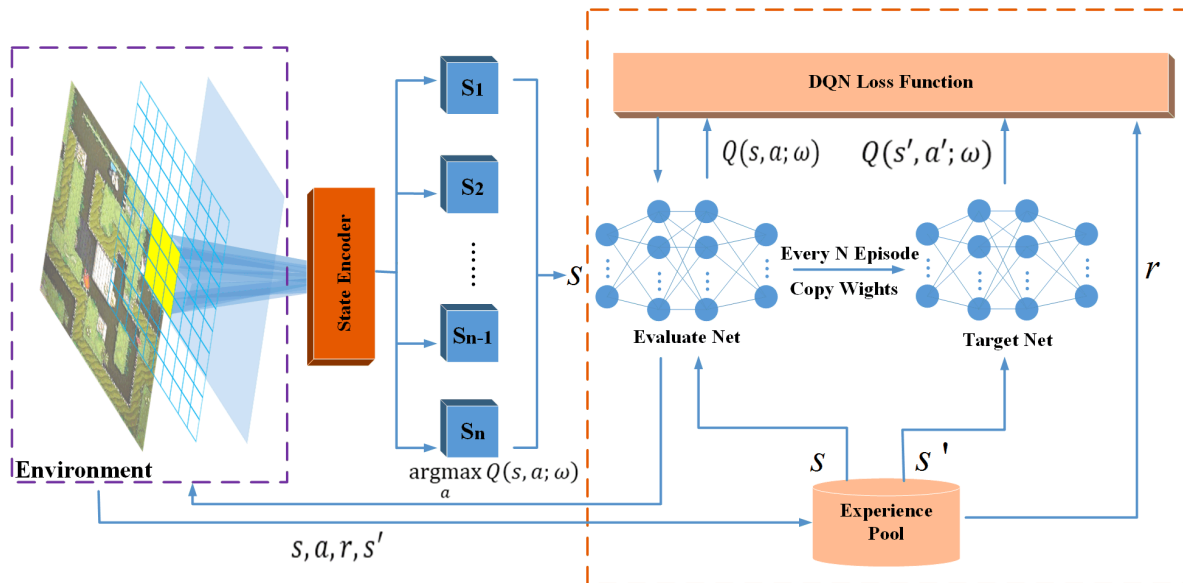 DQN Loss Function
S1
S2
......
Sn-1
Sn
State Encoder
s
Q(s, a; ω)
Q(s′, a′; ω)
Every N Episode
Copy Wights
Evaluate Net
Target Net
r
Environment
argmax Q(s, a; ω)
a
s
s'
Experience
Pool
s, a, r, s′